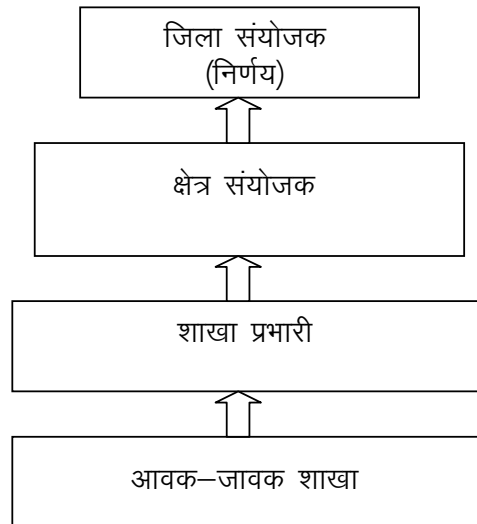 जिला संयोजक
(निर्णय)
क्षेत्र संयोजक
शाखा प्रभारी
आवक–जावक शाखा